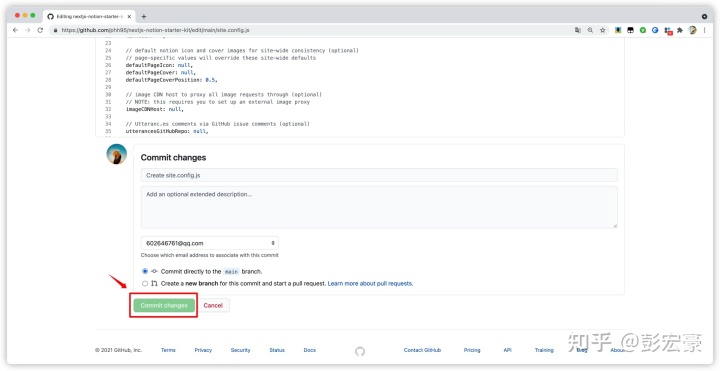 Editing nextjs-notion-starter-k
https://github.com/phh95/nextjs-notion-starter-kit/edit/main/site.config.js
23
24 // default notion icon and cover images for site-wide consistency (optional)
25 // page-specific values will override these site-wide defaults
26 defaultPageIcon: null,
27 defaultPageCover: null,
28 defaultPageCoverPosition: 0.5,
29
30 // image CDN host to proxy all image requests through (optional)
31 // NOTE: this requires you to set up an external image proxy
32 imageCDNHost: null,
33
34 // Utteranc.es comments via GitHub issue comments (optional)
35 utterancesGitHubRepo: null,
Commit changes
Create site.config.js
Add an optional extended description...
602646761@qq.com
Choose which email address to associate with this commit
Commit directly to the main branch.
Create a new branch for this commit and start a pull request. Learn more about pull requests.
Commit changes Cancel
© 2021 GitHub, Inc. Terms Privacy Security Status Docs Contact GitHub Pricing API Training Blog About
知乎 @彭宏豪